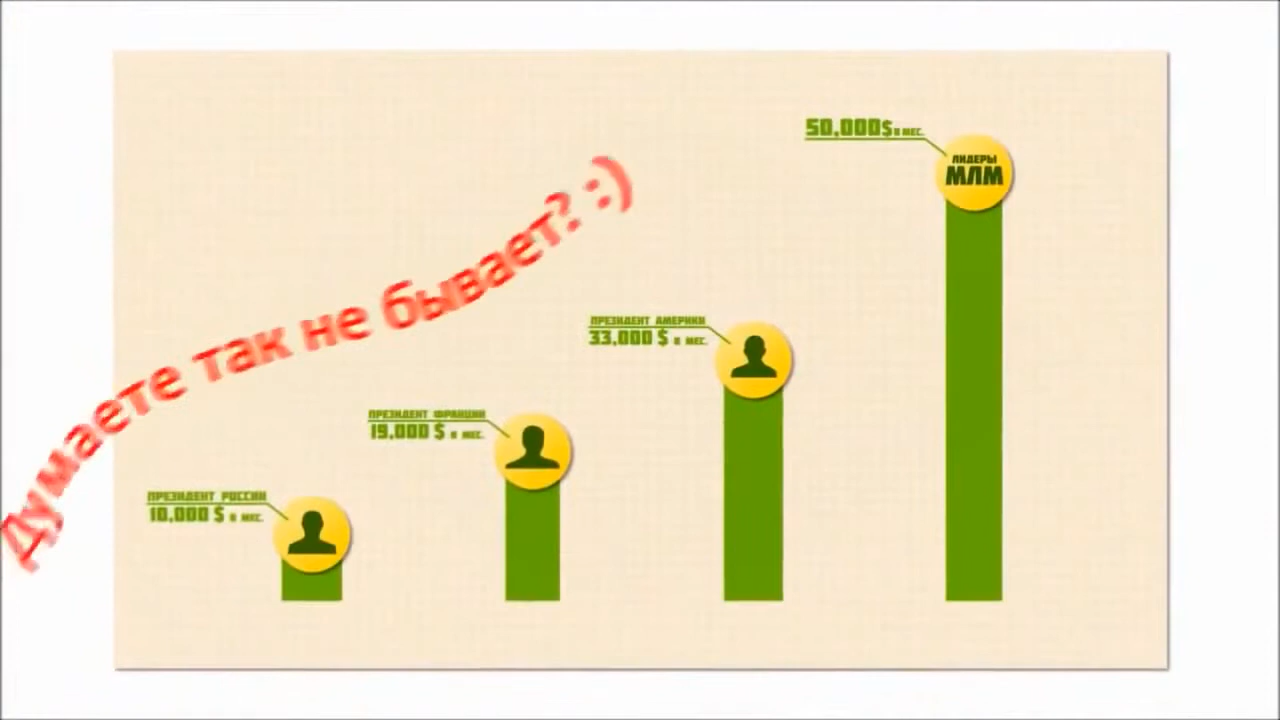 50,000$ в мес.
ЛИДЕРЫ
МЛМ
Думаете так не бывает? :)
ПРЕЗИДЕНТ АМЕРИКИ
33,000 $ в мес.
ПРЕЗИДЕНТ ФРАНЦИИ
19,000 $ в мес.
ПРЕЗИДЕНТ РОССИИ
10,000 $ в мес.